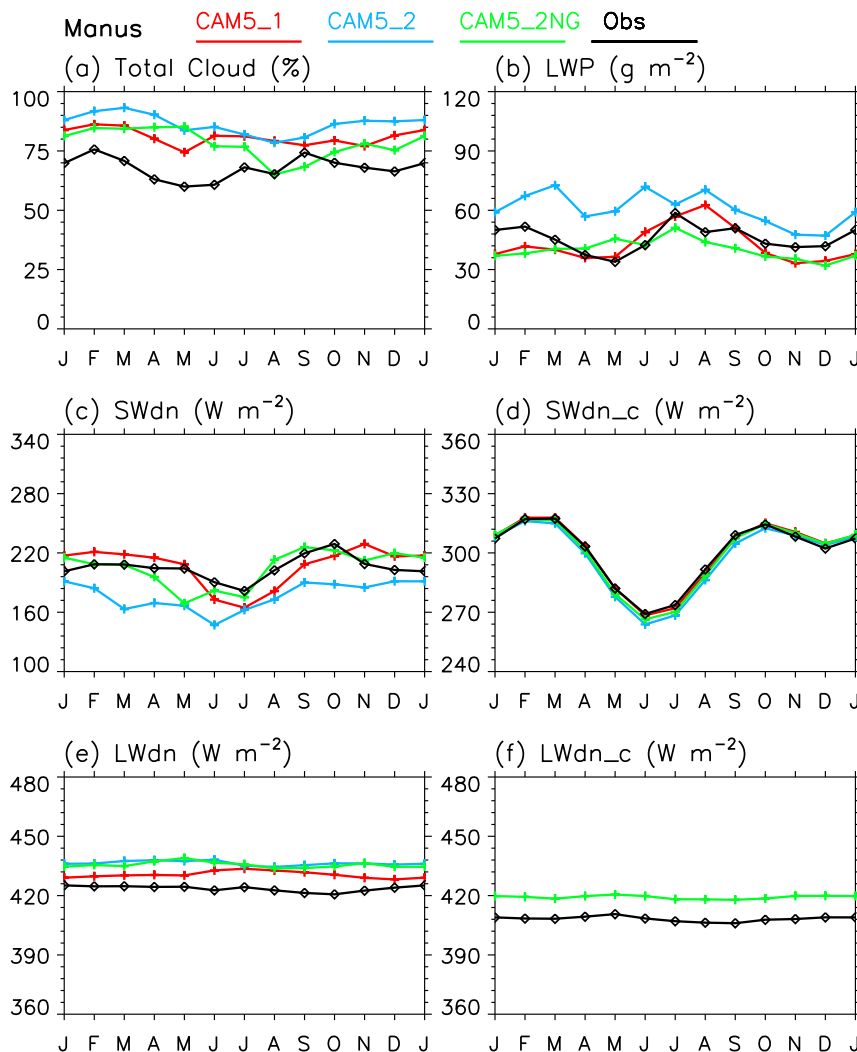 Manus CAM5_1 CAM5_2 CAM5_2NG Obs
(a) Total Cloud (%) (b) LWP (g m⁻²)
100 120
75 90
50 60
25 30
0 0
J F M A M J J A S O N D J J F M A M J J A S O N D J
(c) SWdn (W m⁻²) (d) SWdn_c (W m⁻²)
340 360
280 330
220 300
160 270
100 240
J F M A M J J A S O N D J J F M A M J J A S O N D J
(e) LWdn (W m⁻²) (f) LWdn_c (W m⁻²)
480 480
450 450
420 420
390 390
360 360
J F M A M J J A S O N D J J F M A M J J A S O N D J